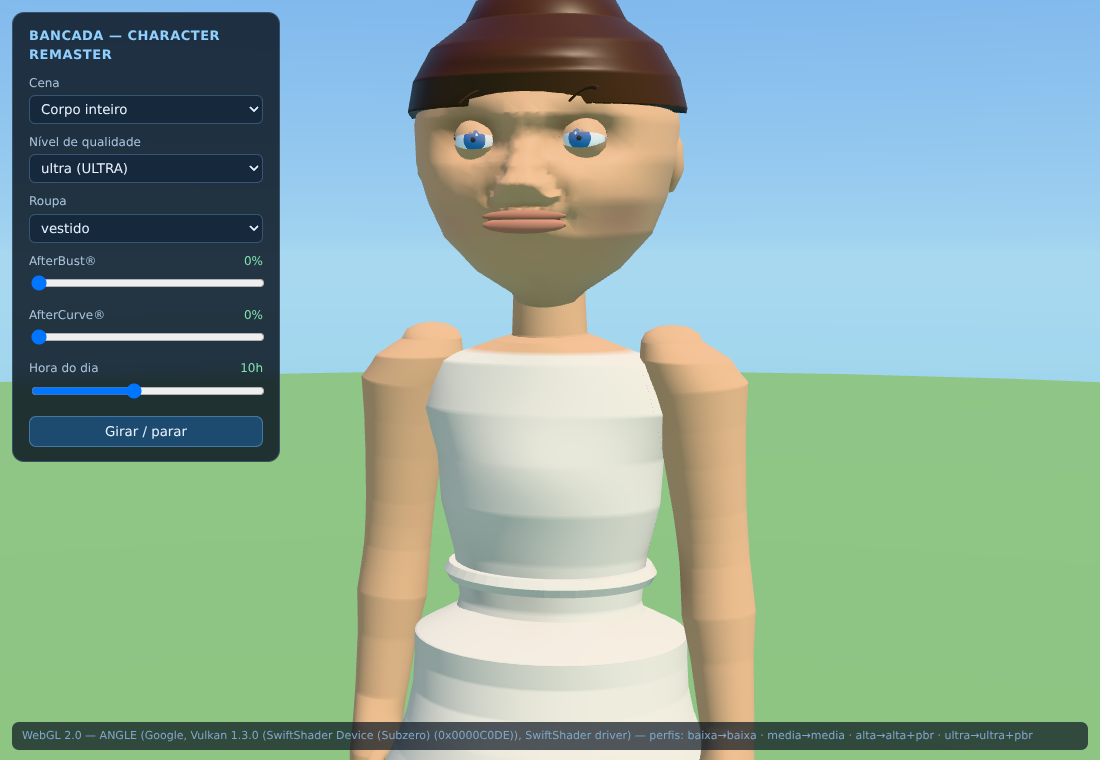 BANCADA — CHARACTER
REMASTER
Cena
Corpo inteiro
Nível de qualidade
ultra (ULTRA)
Roupa
vestido
AfterBust® 0%
AfterCurve® 0%
Hora do dia 10h
Girar / parar
WebGL 2.0 — ANGLE (Google, Vulkan 1.3.0 (SwiftShader Device (Subzero) (0x0000C0DE)), SwiftShader driver) — perfis: baixa→baixa · media→media · alta→alta+pbr · ultra→ultra+pbr